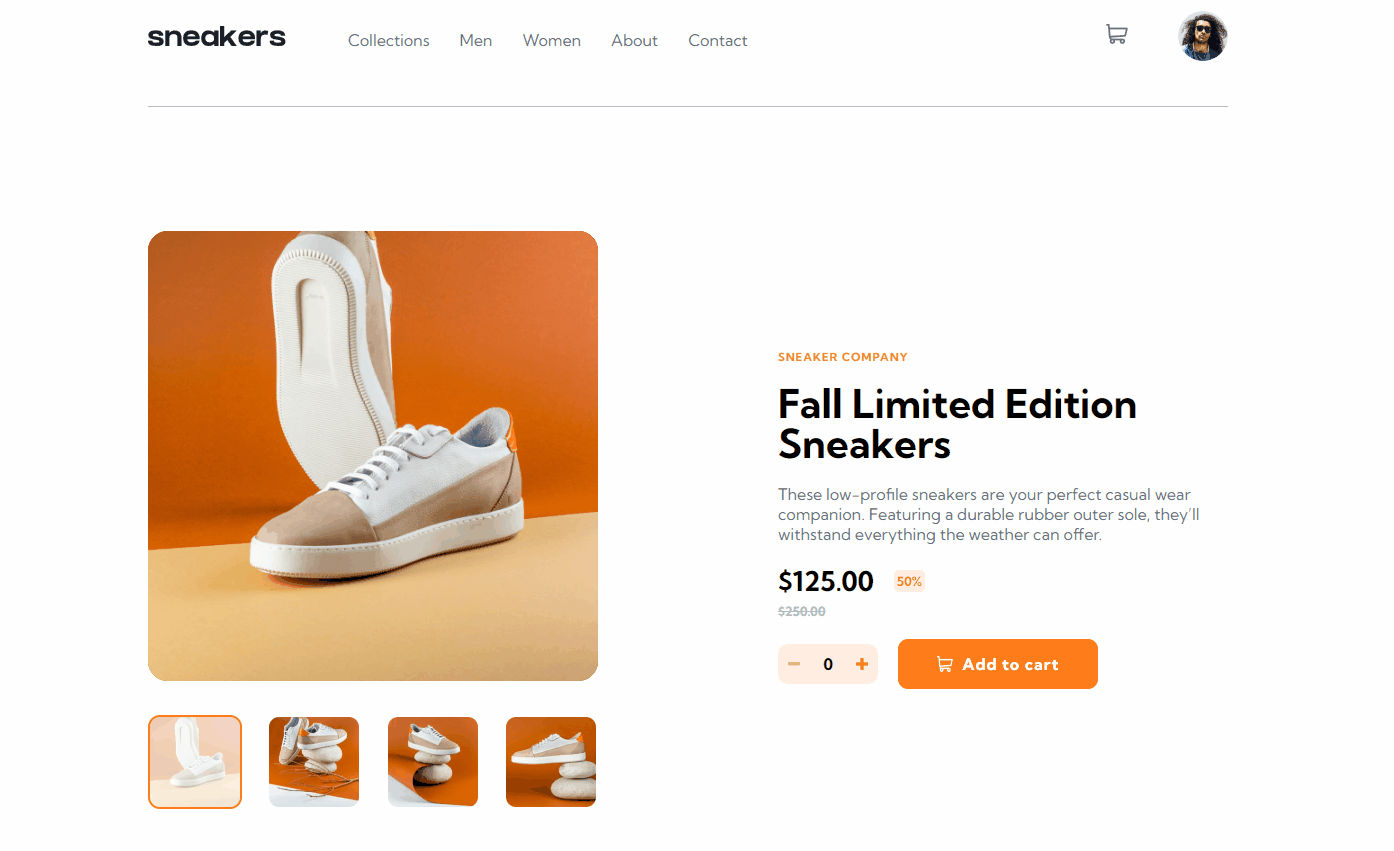 sneakers
Collections Men Women About Contact
SNEAKER COMPANY
Fall Limited Edition
Sneakers
These low-profile sneakers are your perfect casual wear
companion. Featuring a durable rubber outer sole, they'll
withstand everything the weather can offer.
$125.00 50%
$250.00
0 Add to cart